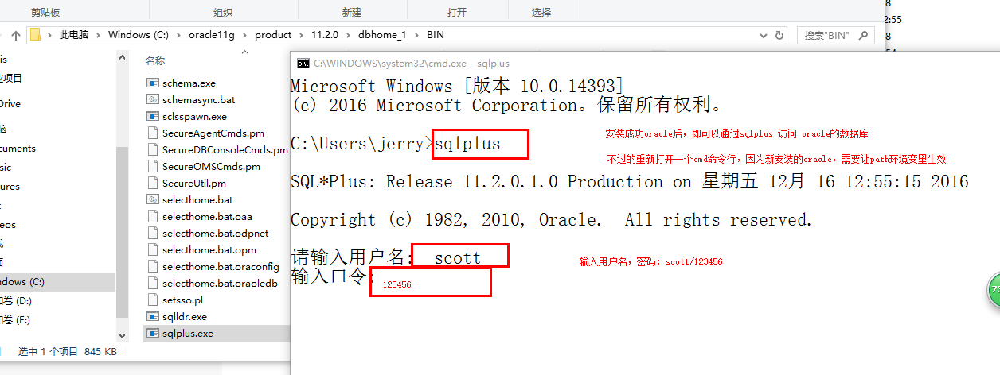 剪贴板
组织
新建
打开
选择
此电脑 > Windows (C:) > oracle11g > product > 11.2.0 > dbhome_1 > BIN
搜索"BIN"
名称
schema.exe
schemasync.bat
sclsspawn.exe
SecureAgentCmds.pm
SecureDBConsoleCmds.pm
SecureOMSCmds.pm
SecureUtil.pm
selecthome.bat
selecthome.bat.oaa
selecthome.bat.odpnet
selecthome.bat.opm
selecthome.bat.oraconfig
selecthome.bat.oraoledb
setsso.pl
sqlldr.exe
sqlplus.exe
is
业项目
Drive
脑
cuments
sic
ures
eos
面
ndows (C:)
加卷 (D:)
加卷 (E:)
选中 1 个项目 845 KB
C:\WINDOWS\system32\cmd.exe - sqlplus
Microsoft Windows [版本 10.0.14393]
(c) 2016 Microsoft Corporation。保留所有权利。
C:\Users\jerry>sqlplus
安装成功oracle后，即可以通过sqlplus 访问 oracle的数据库
不过的重新打开一个cmd命令行，因为新安装的oracle，需要让path环境变量生效
SQL*Plus: Release 11.2.0.1.0 Production on 星期五 12月 16 12:55:15 2016
Copyright (c) 1982, 2010, Oracle.  All rights reserved.
请输入用户名:  scott
输入用户名，密码：scott/123456
输入口令: 123456
8
2:55
8
73